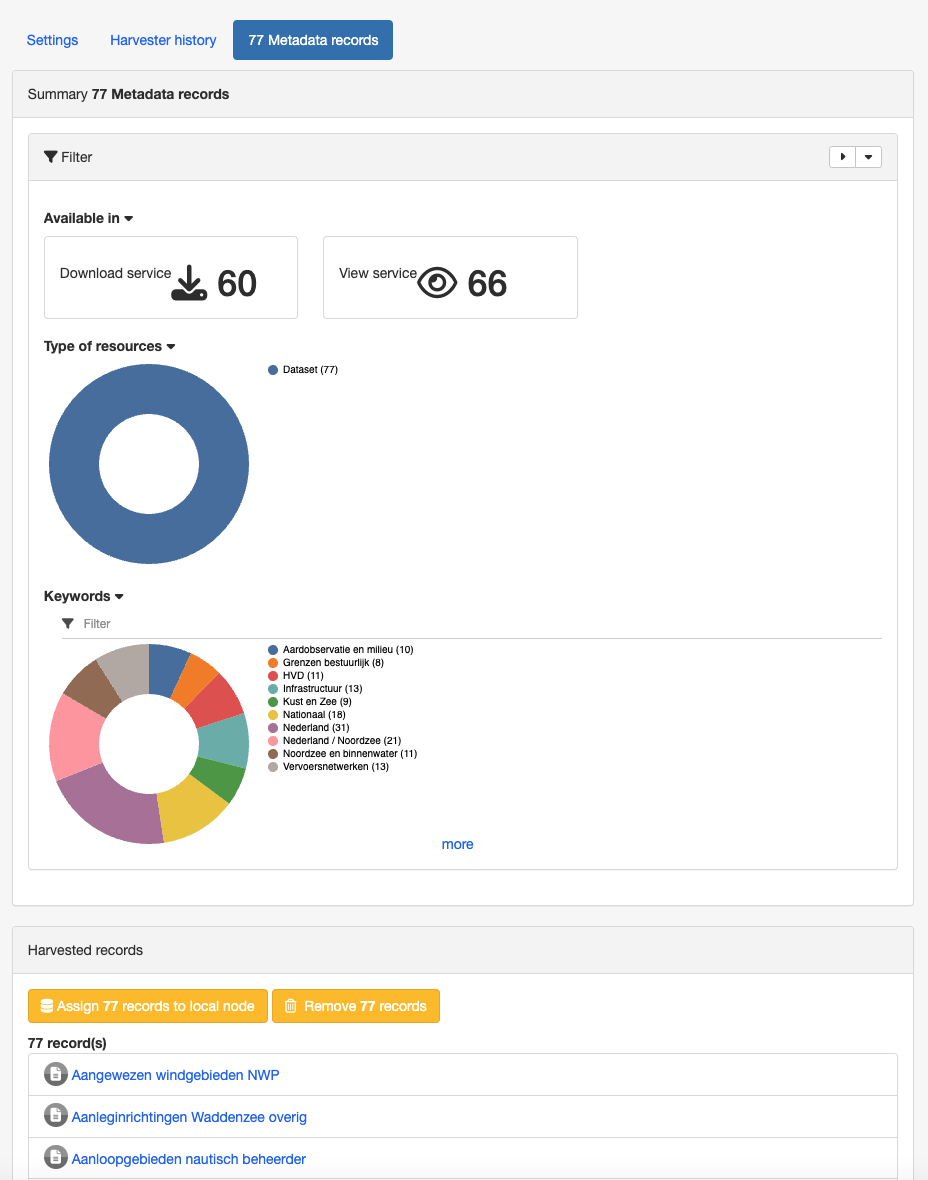 Settings
Harvester history
77 Metadata records
Summary 77 Metadata records
Filter
Available in
Download service 60
View service 66
Type of resources
Dataset (77)
Keywords
Filter
Aardobservatie en milieu (10)
Grenzen bestuurlijk (8)
HVD (11)
Infrastructuur (13)
Kust en Zee (9)
Nationaal (18)
Nederland (31)
Nederland / Noordzee (21)
Noordzee en binnenwater (11)
Vervoersnetwerken (13)
more
Harvested records
Assign 77 records to local node
Remove 77 records
77 record(s)
Aangewezen windgebieden NWP
Aanleginrichtingen Waddenzee overig
Aanloopgebieden nautisch beheerder